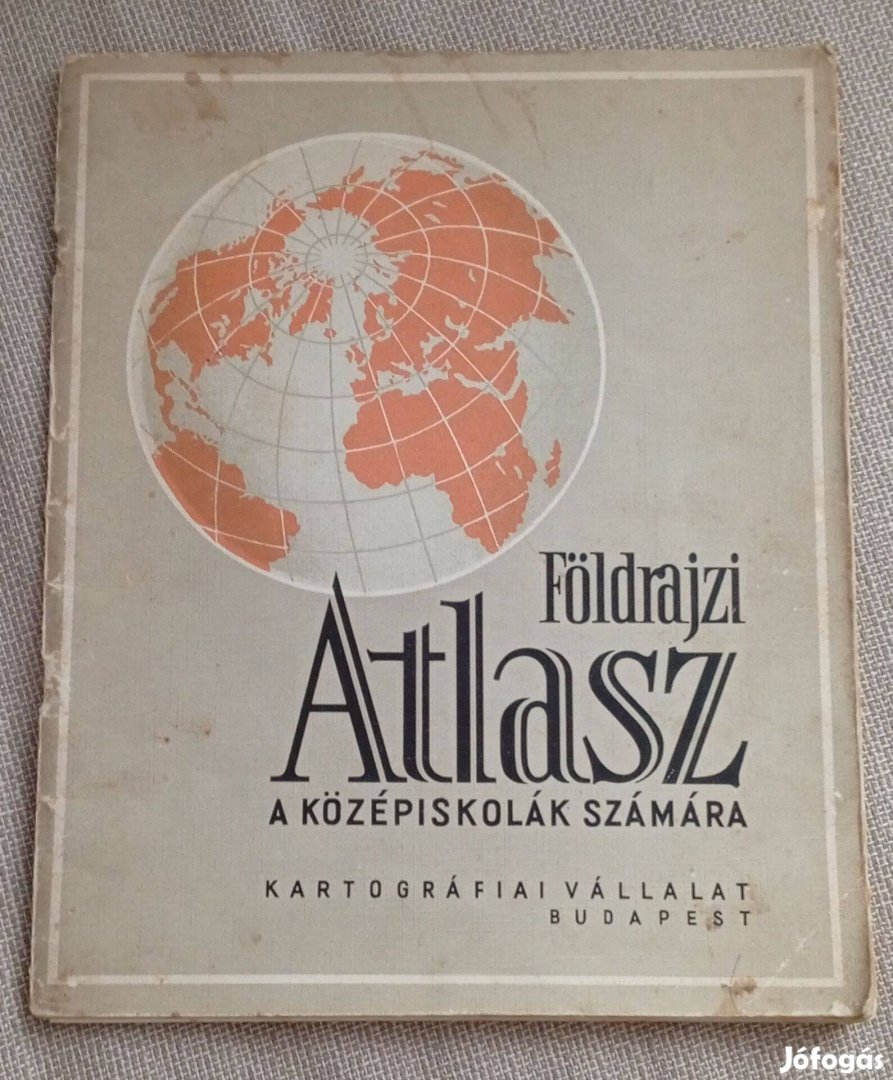 Földrajzi
Atlasz
A KÖZÉPISKOLÁK SZÁMÁRA
KARTOGRÁFIAI VÁLLALAT
BUDAPEST
Jófogás